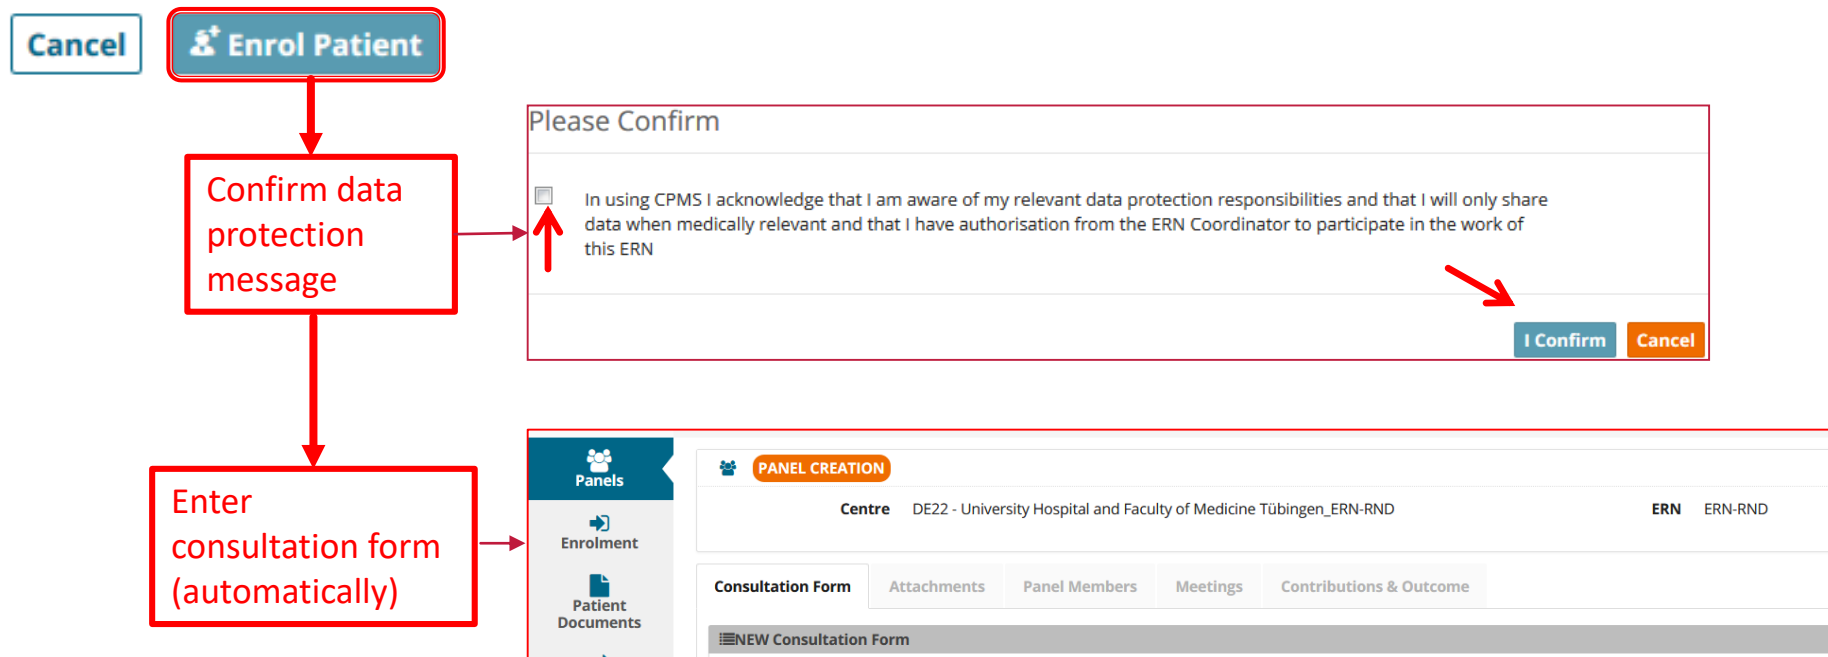 Cancel
Enrol Patient
Please Confirm
Confirm data
protection
message
In using CPMS I acknowledge that I am aware of my relevant data protection responsibilities and that I will only share
data when medically relevant and that I have authorisation from the ERN Coordinator to participate in the work of
this ERN
I Confirm Cancel
Enter
consultation form
(automatically)
Panels
Enrolment
Patient
Documents
PANEL CREATION
Centre DE22 - University Hospital and Faculty of Medicine Tübingen_ERN-RND ERN ERN-RND
Consultation Form Attachments Panel Members Meetings Contributions & Outcome
NEW Consultation Form